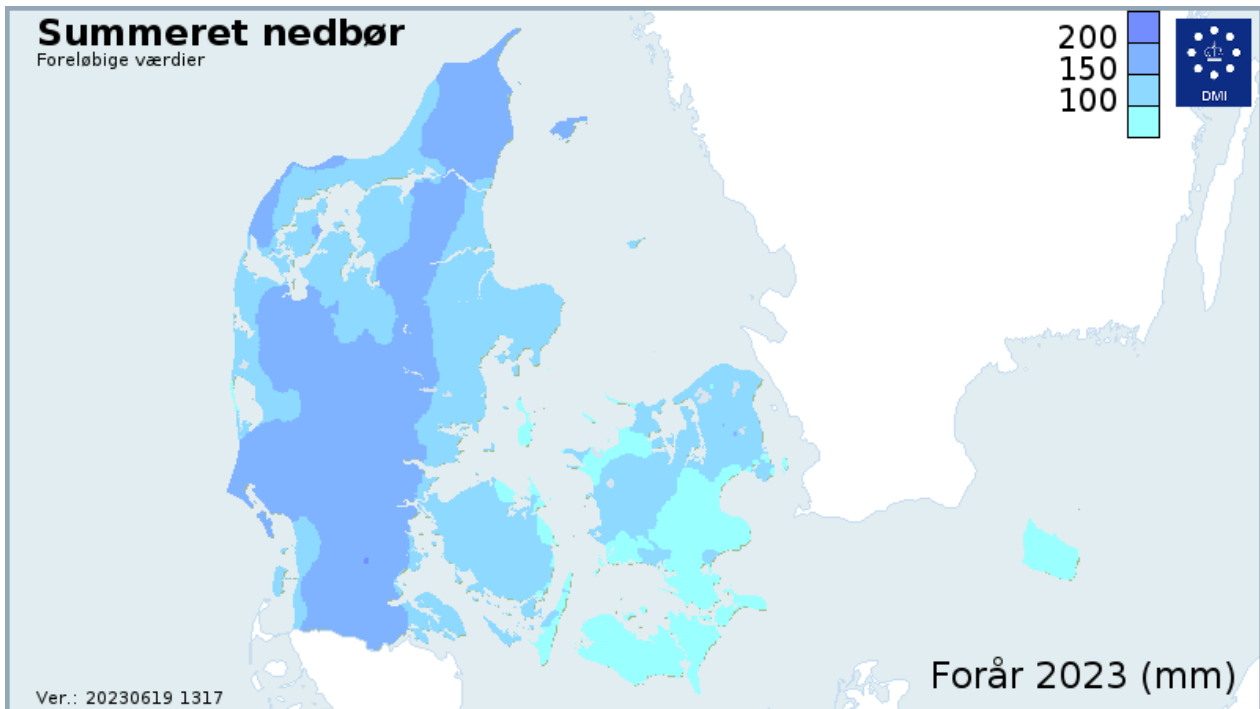 Summeret nedbør
Foreløbige værdier
200
150
100
DMI
Forår 2023 (mm)
Ver.: 20230619 1317